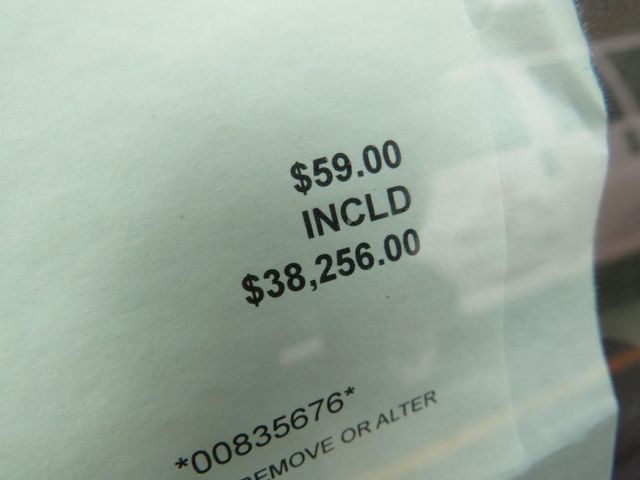 $59.00
INCLD
$38,256.00
*00835676*
REMOVE OR ALTER